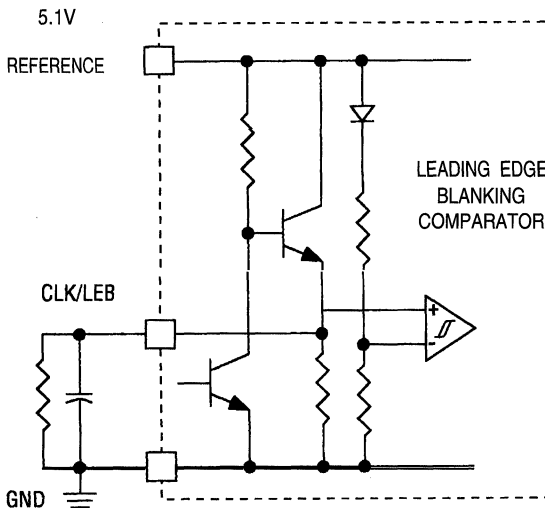 5.1V
REFERENCE
LEADING EDGE
BLANKING
COMPARATOR
CLK/LEB
+
-
GND